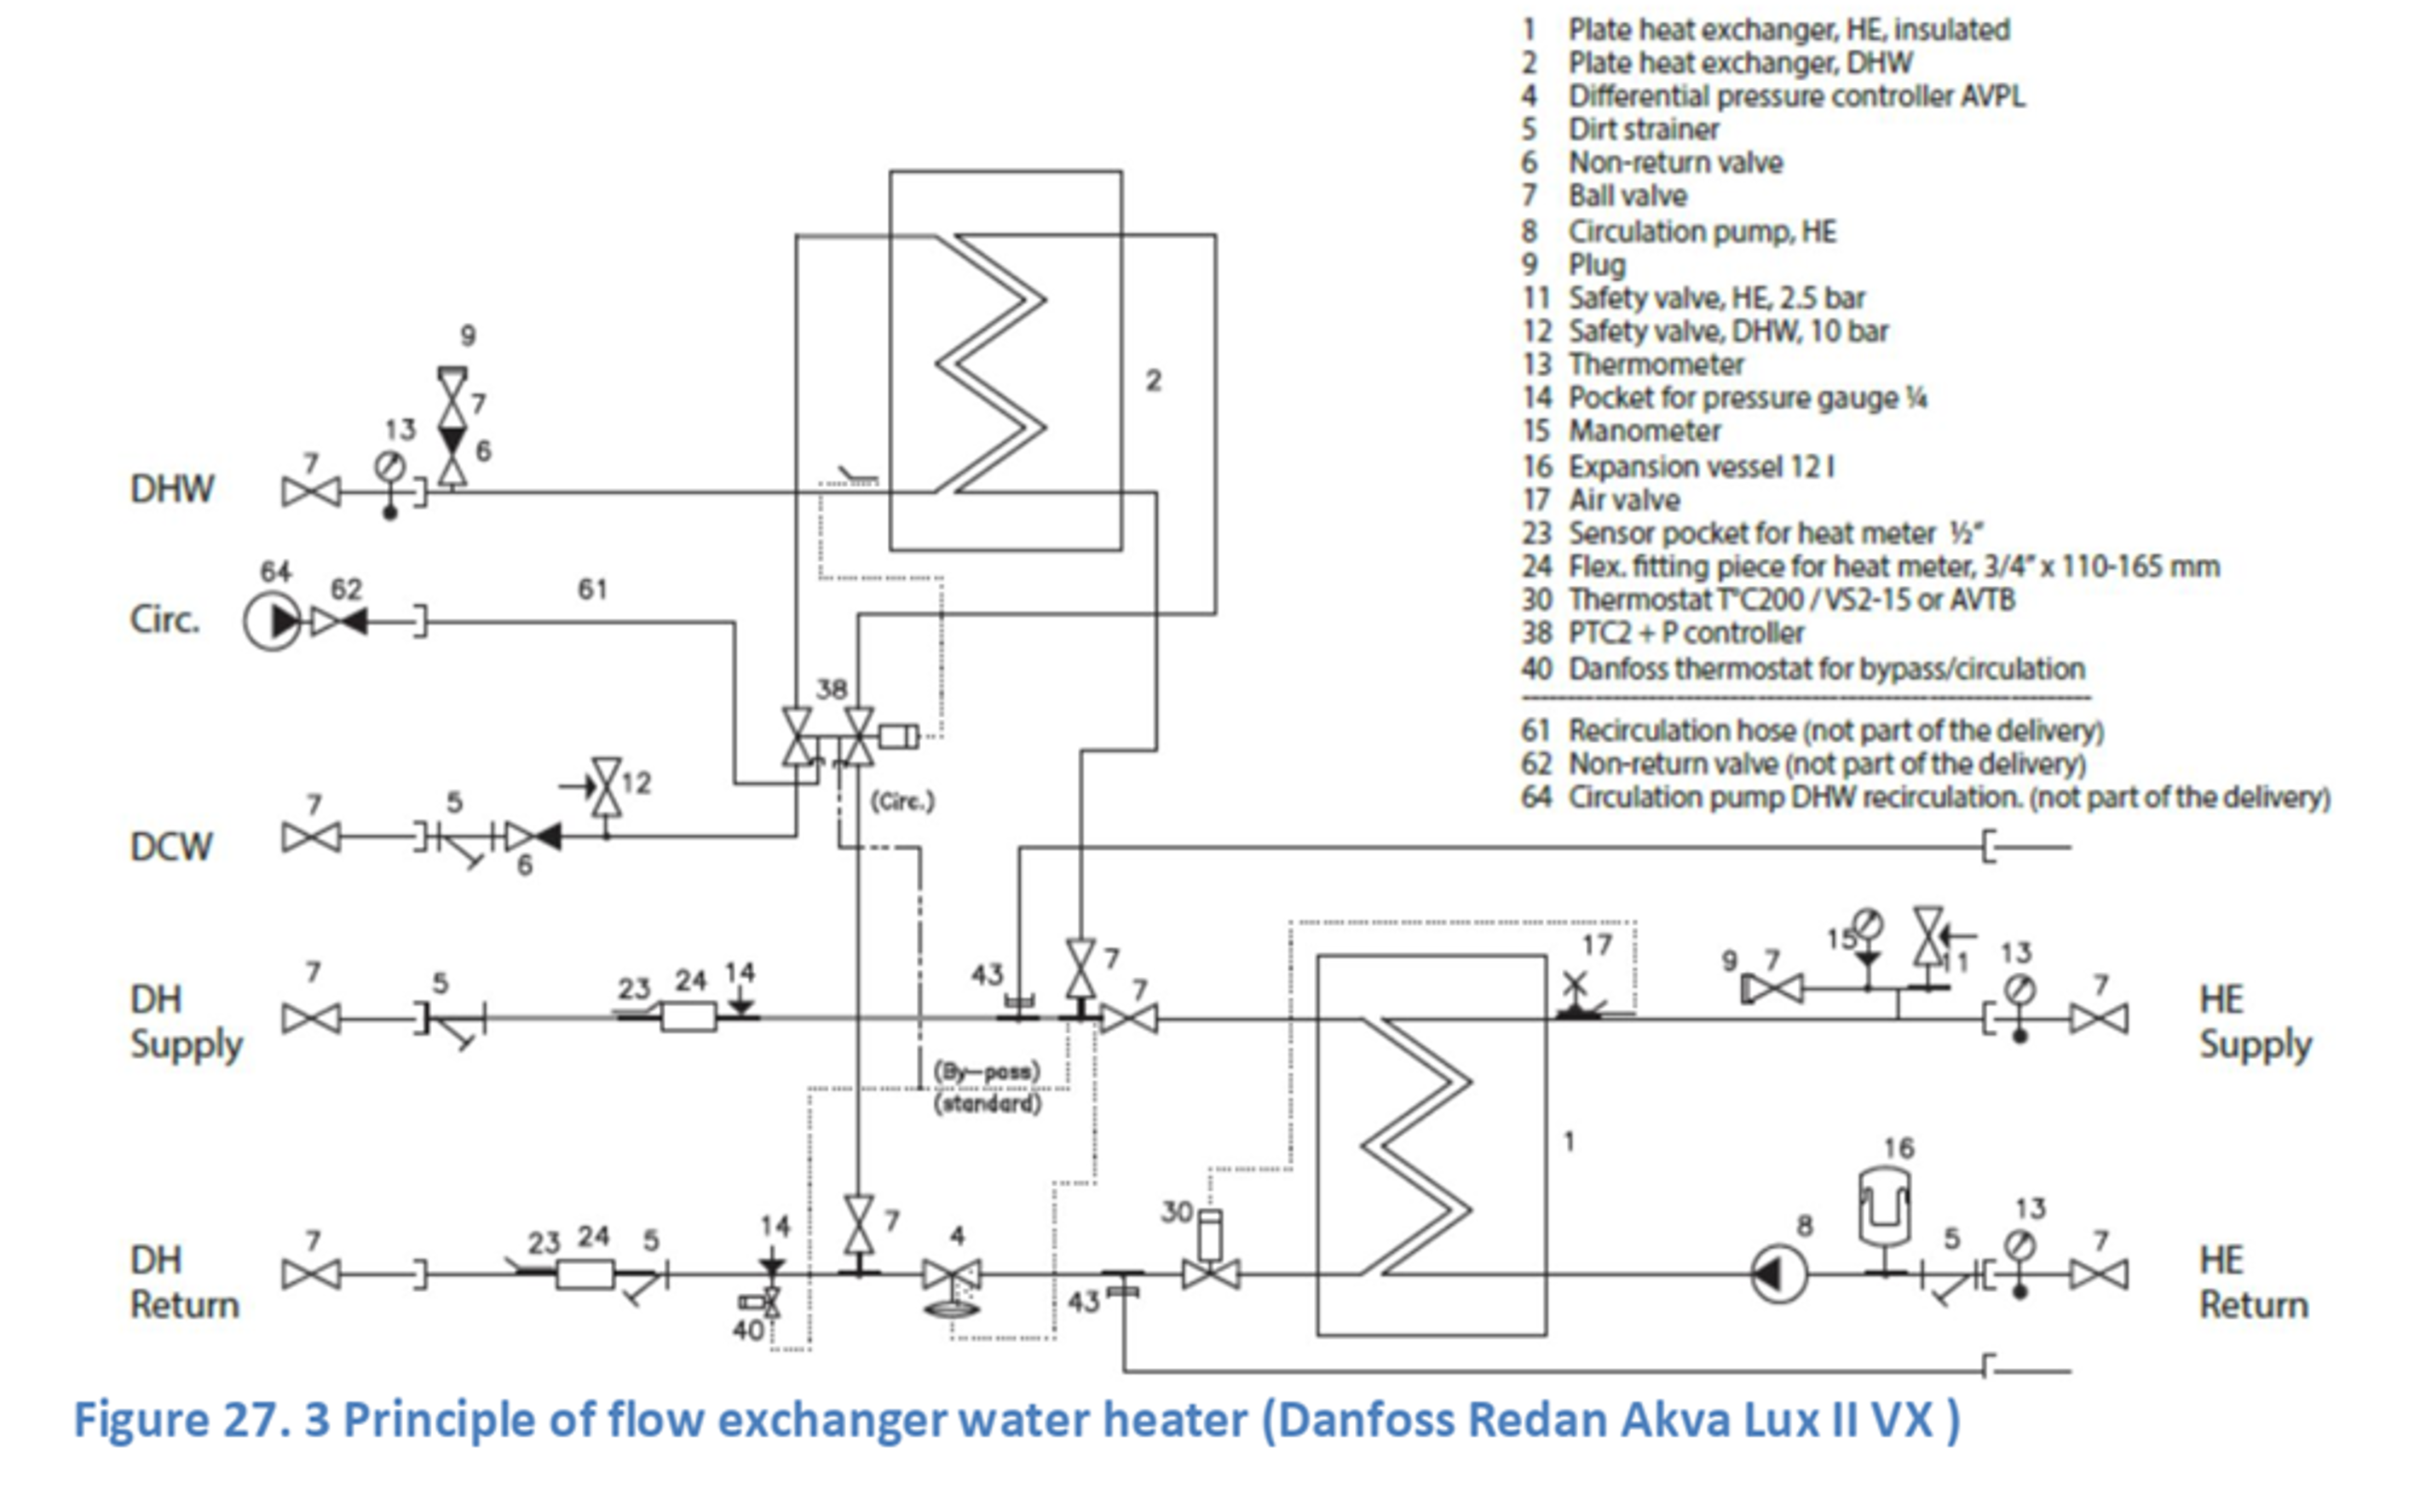 1 Plate heat exchanger, HE, insulated
2 Plate heat exchanger, DHW
4 Differential pressure controller AVPL
5 Dirt strainer
6 Non-return valve
7 Ball valve
8 Circulation pump, HE
9 Plug
11 Safety valve, HE, 2.5 bar
12 Safety valve, DHW, 10 bar
13 Thermometer
14 Pocket for pressure gauge ¼
15 Manometer
16 Expansion vessel 12 l
17 Air valve
23 Sensor pocket for heat meter ½"
24 Flex. fitting piece for heat meter, 3/4" x 110-165 mm
30 Thermostat T°C200 / VS2-15 or AVTB
38 PTC2 + P controller
40 Danfoss thermostat for bypass/circulation
61 Recirculation hose (not part of the delivery)
62 Non-return valve (not part of the delivery)
64 Circulation pump DHW recirculation. (not part of the delivery)
2
9
7
13
6
7
DHW
64
62
61
Circ.
38
(Circ.)
12
7
5
6
DCW
DH
Supply
7
5
23
24
14
43
7
7
17
9
7
15
11
13
7
HE
Supply
(By-pass)
(standard)
1
DH
Return
7
23
24
5
14
40
7
4
43
30
8
16
5
13
7
HE
Return
Figure 27. 3 Principle of flow exchanger water heater (Danfoss Redan Akva Lux II VX )